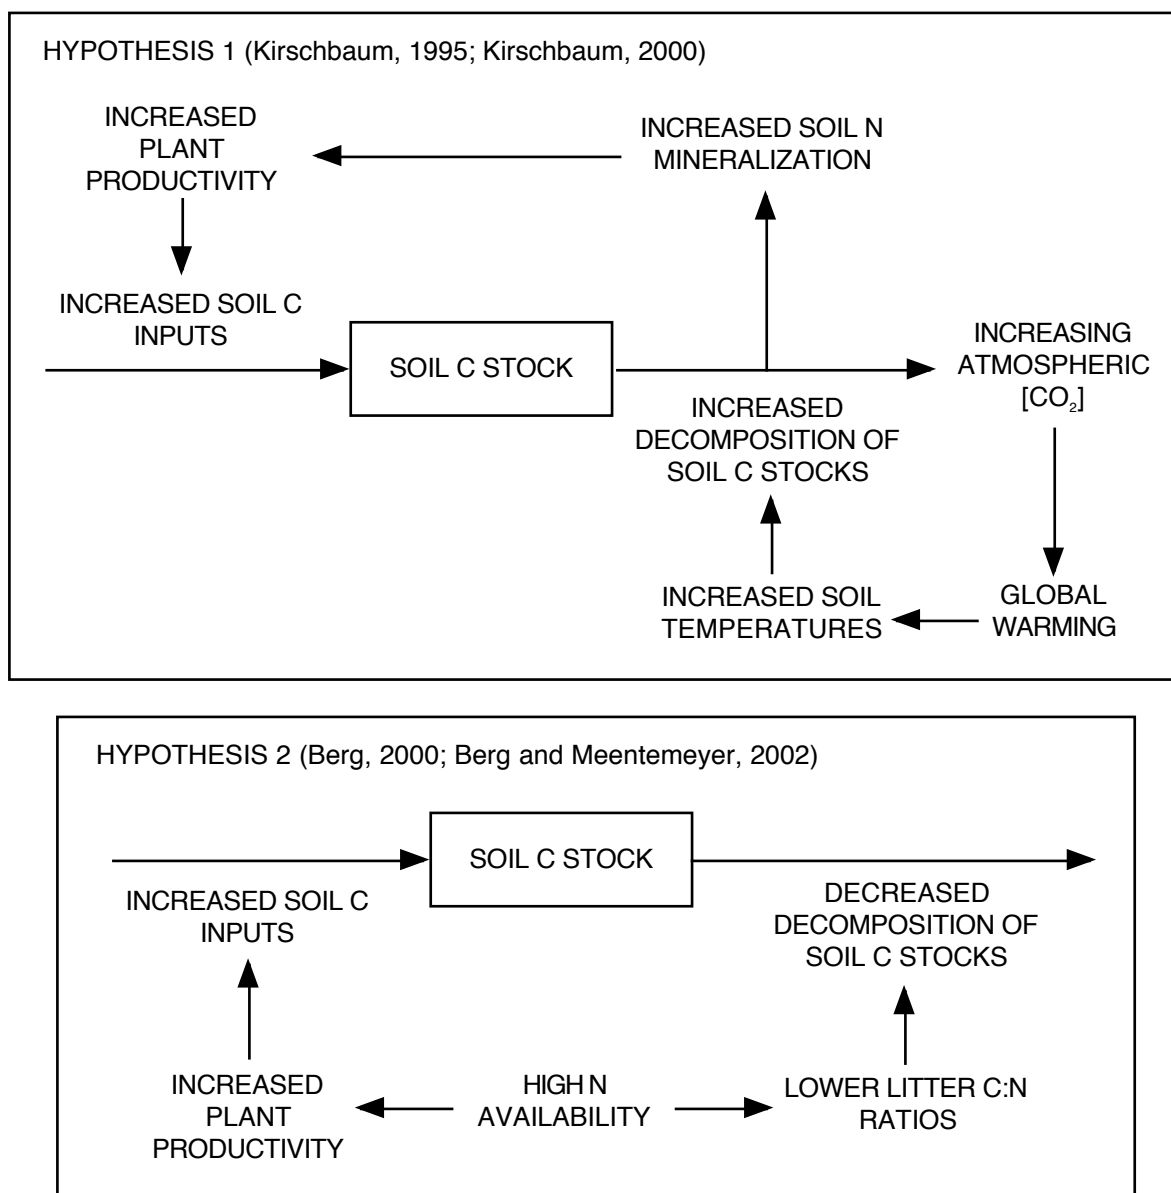 HYPOTHESIS 1 (Kirschbaum, 1995; Kirschbaum, 2000)
INCREASED
PLANT
PRODUCTIVITY
INCREASED SOIL N
MINERALIZATION
INCREASED SOIL C
INPUTS
SOIL C STOCK
INCREASING
ATMOSPHERIC
[CO₂]
INCREASED
DECOMPOSITION OF
SOIL C STOCKS
INCREASED SOIL
TEMPERATURES
GLOBAL
WARMING
HYPOTHESIS 2 (Berg, 2000; Berg and Meentemeyer, 2002)
SOIL C STOCK
INCREASED SOIL C
INPUTS
DECREASED
DECOMPOSITION OF
SOIL C STOCKS
INCREASED
PLANT
PRODUCTIVITY
HIGH N
AVAILABILITY
LOWER LITTER C:N
RATIOS